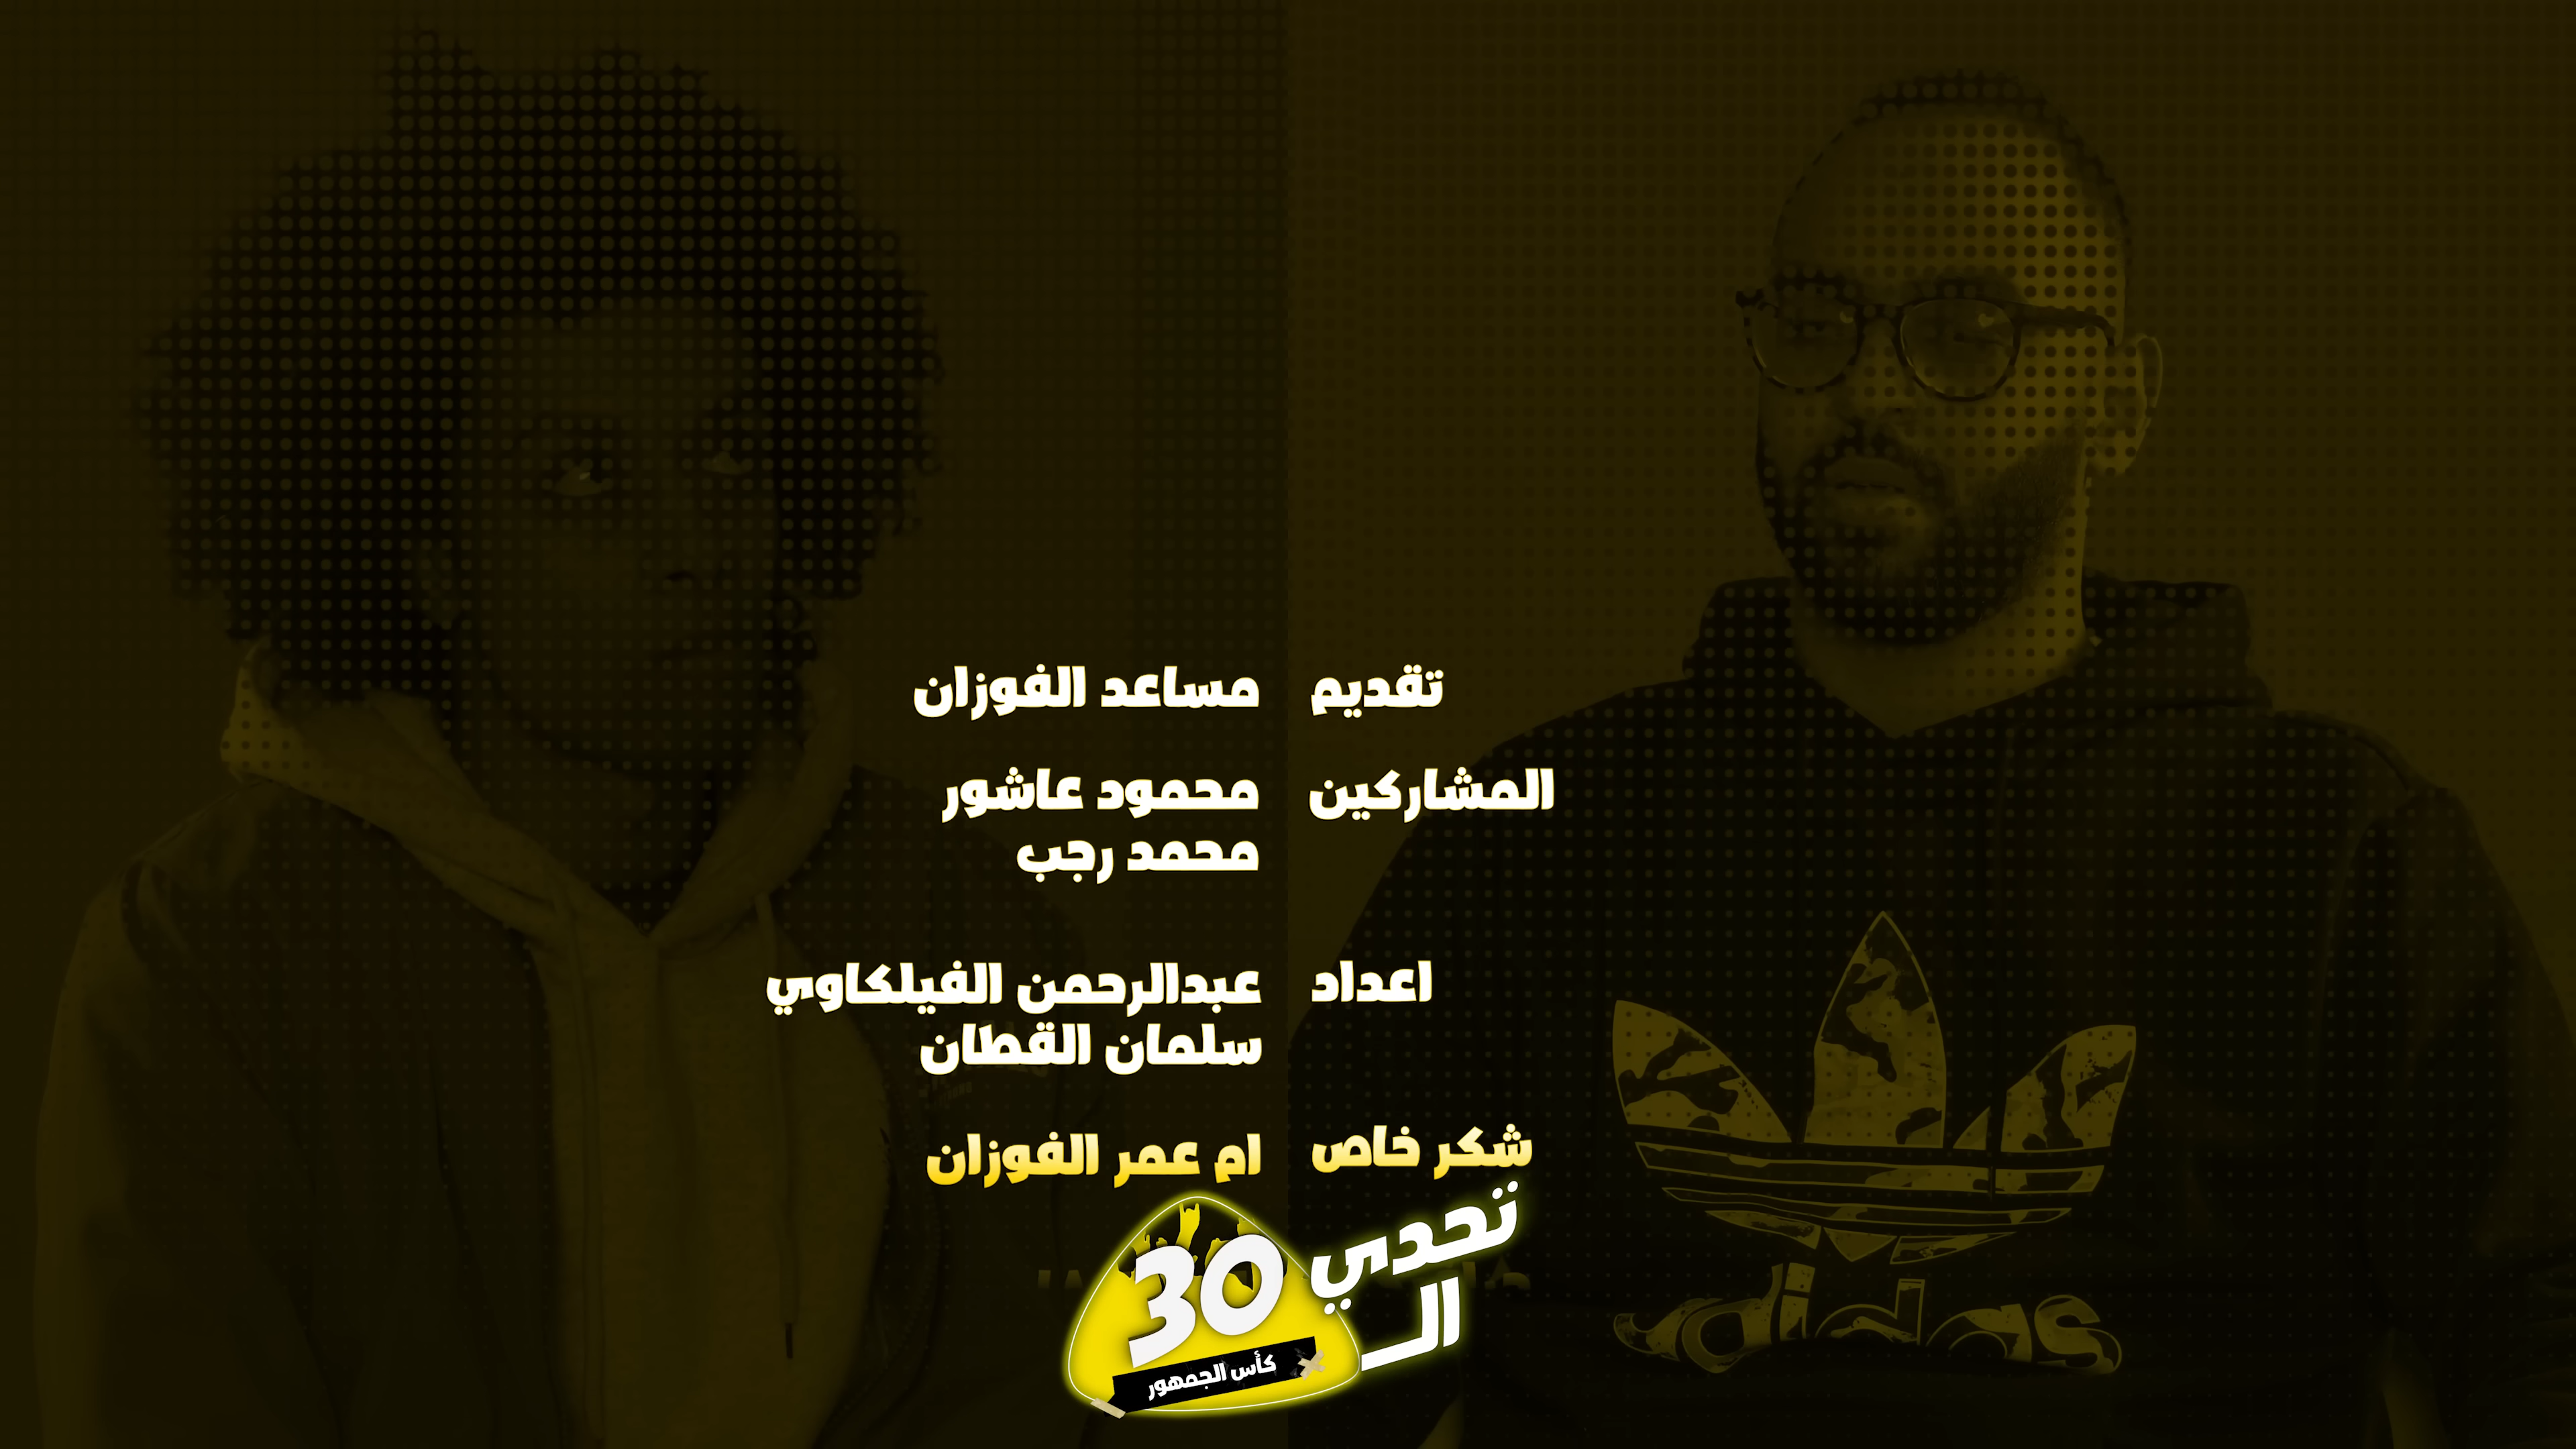 تقديم مساعد الفوزان
المشاركين محمود عاشور
محمد رجب
اعداد عبدالرحمن الفيلكاوي
سلمان القطان
شكر خاص ام عمر الفوزان
تحدي
الـ 30
كأس الجمهور
adidas